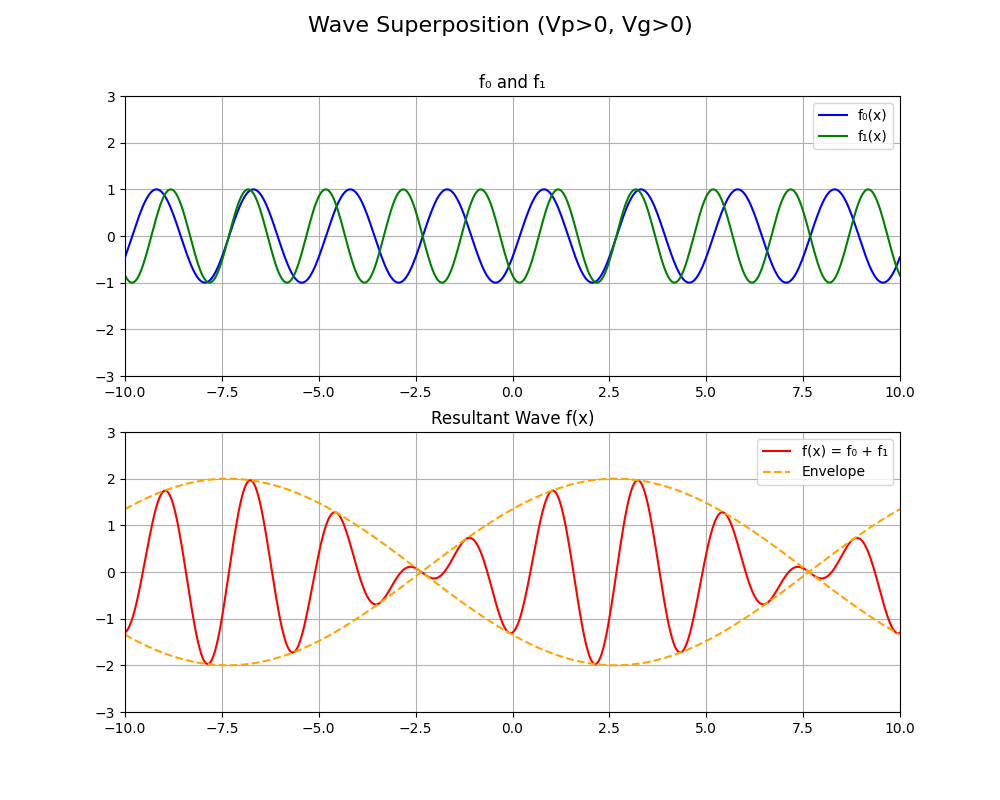 Wave Superposition (Vp>0, Vg>0)
f₀ and f₁
3
2
1
0
−1
−2
−3
f₀(x)
f₁(x)
−10.0 −7.5 −5.0 −2.5 0.0 2.5 5.0 7.5 10.0
Resultant Wave f(x)
3
2
1
0
−1
−2
−3
f(x) = f₀ + f₁
Envelope
−10.0 −7.5 −5.0 −2.5 0.0 2.5 5.0 7.5 10.0